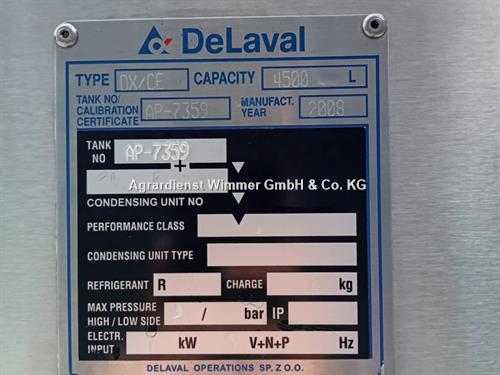 DeLaval
TYPE DX/CE CAPACITY 4500 L
TANK NO/
CALIBRATION
CERTIFICATE AP-7359 MANUFACT.
YEAR 2008
TANK
NO AP-7359
+
Agrardienst Wimmer GmbH & Co. KG
CONDENSING UNIT NO
PERFORMANCE CLASS
CONDENSING UNIT TYPE
REFRIGERANT R CHARGE kg
MAX PRESSURE
HIGH / LOW SIDE / bar IP
ELECTR.
INPUT kW V+N+P Hz
DELAVAL OPERATIONS SP. Z O.O.